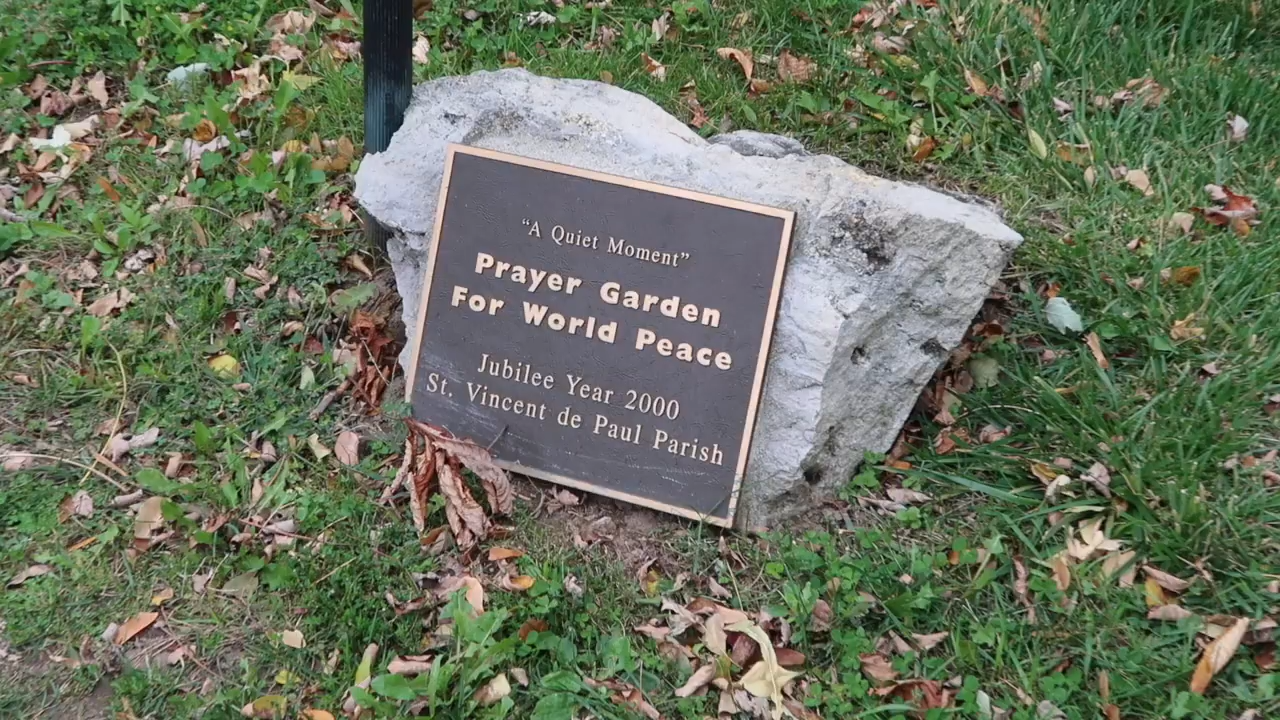 “A Quiet Moment”
Prayer Garden
For World Peace
Jubilee Year 2000
St. Vincent de Paul Parish